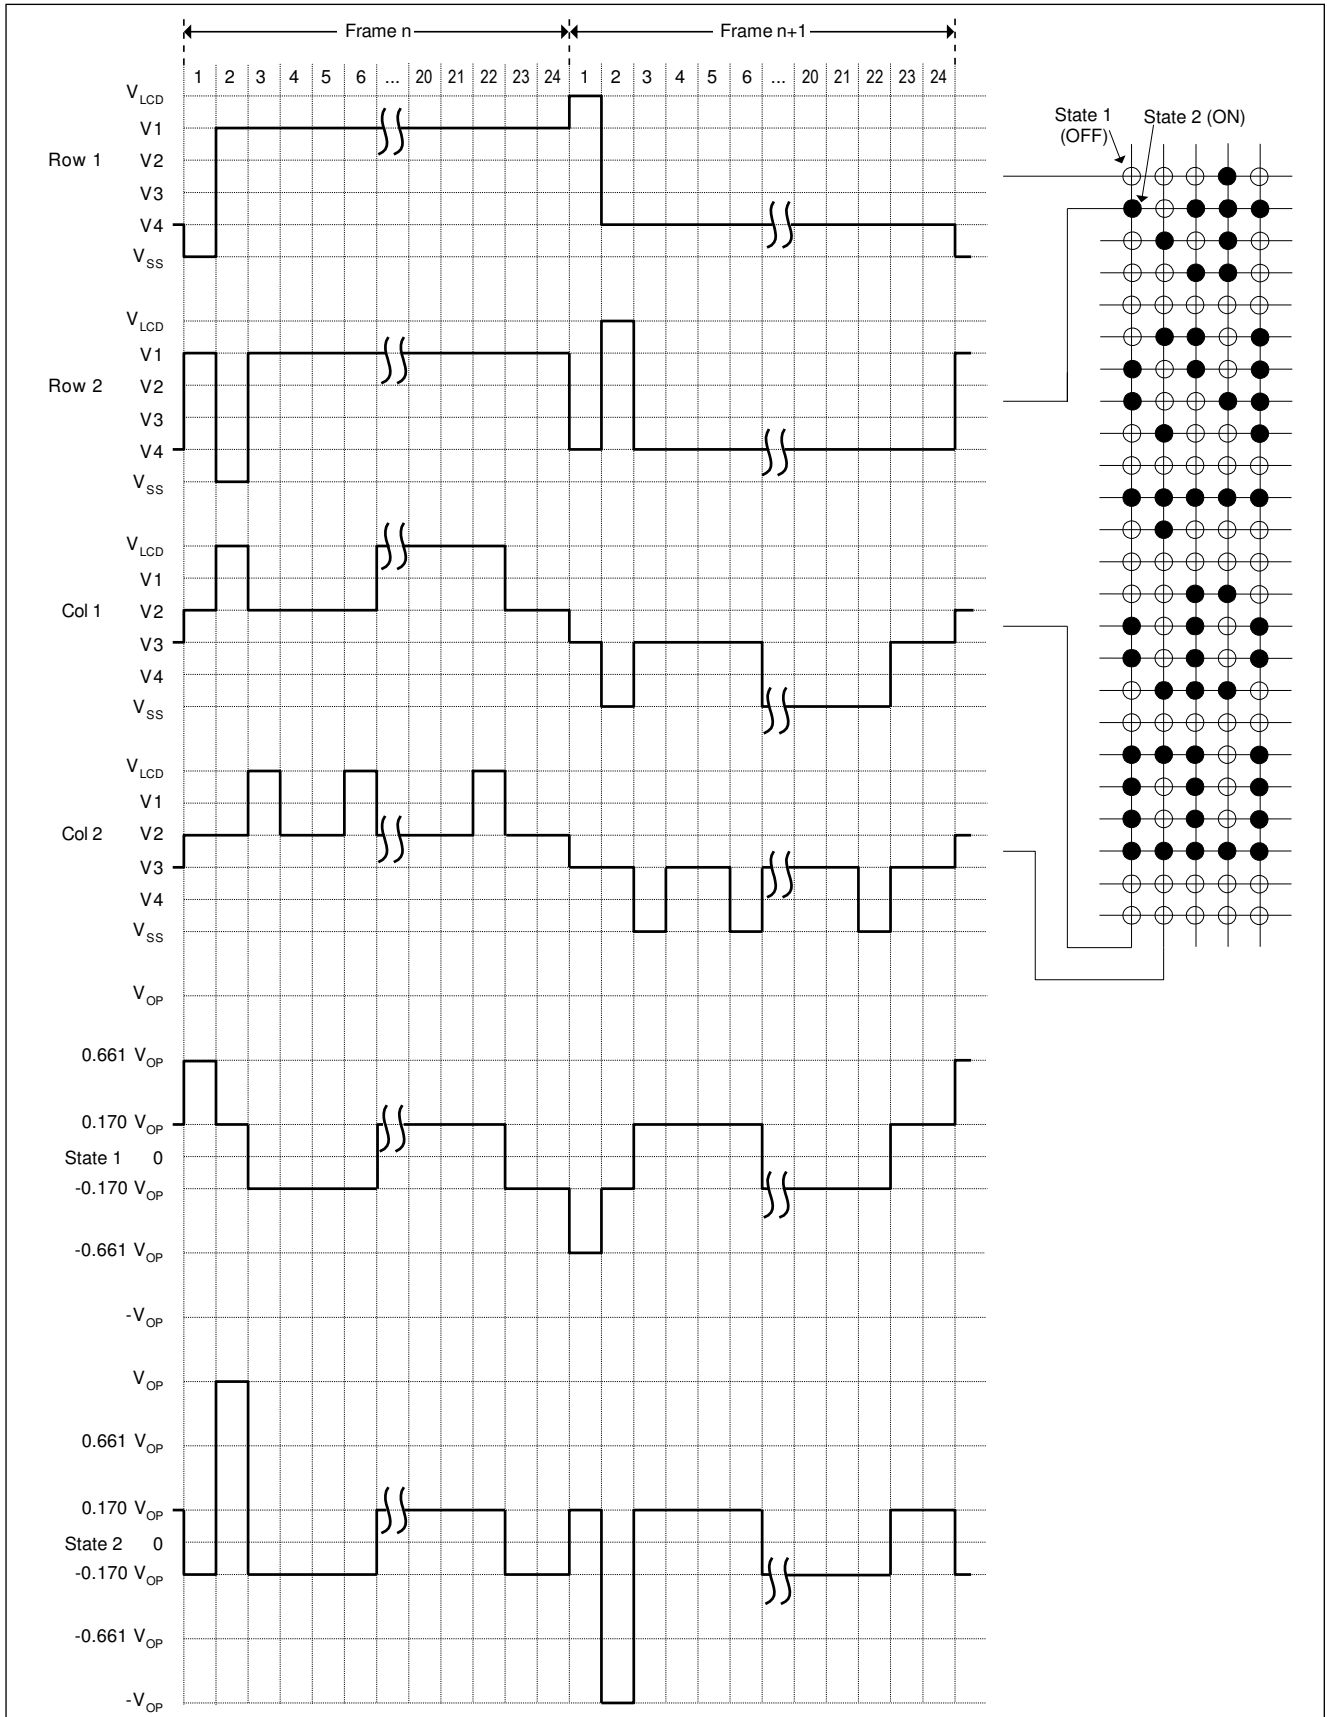 Frame n Frame n+1
1 2 3 4 5 6 ... 20 21 22 23 24 1 2 3 4 5 6 ... 20 21 22 23 24
State 1 (OFF)
State 2 (ON)
Row 1
VLCD
V1
V2
V3
V4
VSS
Row 2
VLCD
V1
V2
V3
V4
VSS
Col 1
VLCD
V1
V2
V3
V4
VSS
Col 2
VLCD
V1
V2
V3
V4
VSS
VOP
0.661 VOP
0.170 VOP
State 1 0
-0.170 VOP
-0.661 VOP
-VOP
VOP
0.661 VOP
0.170 VOP
State 2 0
-0.170 VOP
-0.661 VOP
-VOP